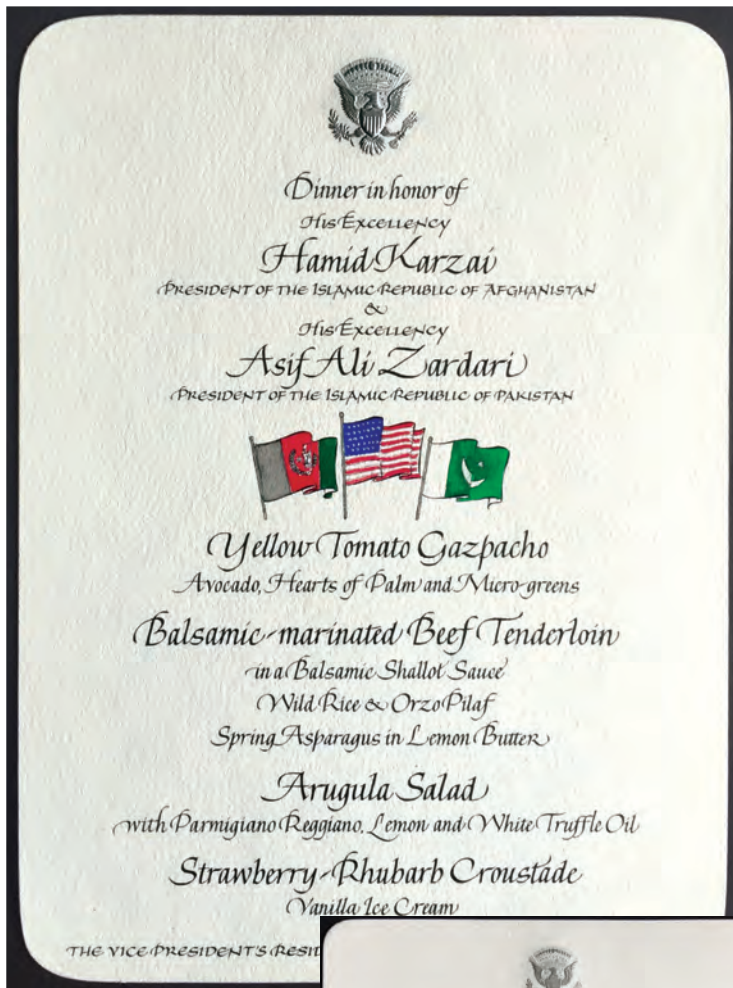 Dinner in honor of
His Excellency
Hamid Karzai
President of the Islamic Republic of Afghanistan
&
His Excellency
Asif Ali Zardari
President of the Islamic Republic of Pakistan
Yellow Tomato Gazpacho
Avocado, Hearts of Palm and Micro-greens
Balsamic-marinated Beef Tenderloin
in a Balsamic Shallot Sauce
Wild Rice & Orzo Pilaf
Spring Asparagus in Lemon Butter
Arugula Salad
with Parmigiano Reggiano, Lemon and White Truffle Oil
Strawberry-Rhubarb Croustade
Vanilla Ice Cream
The Vice President's